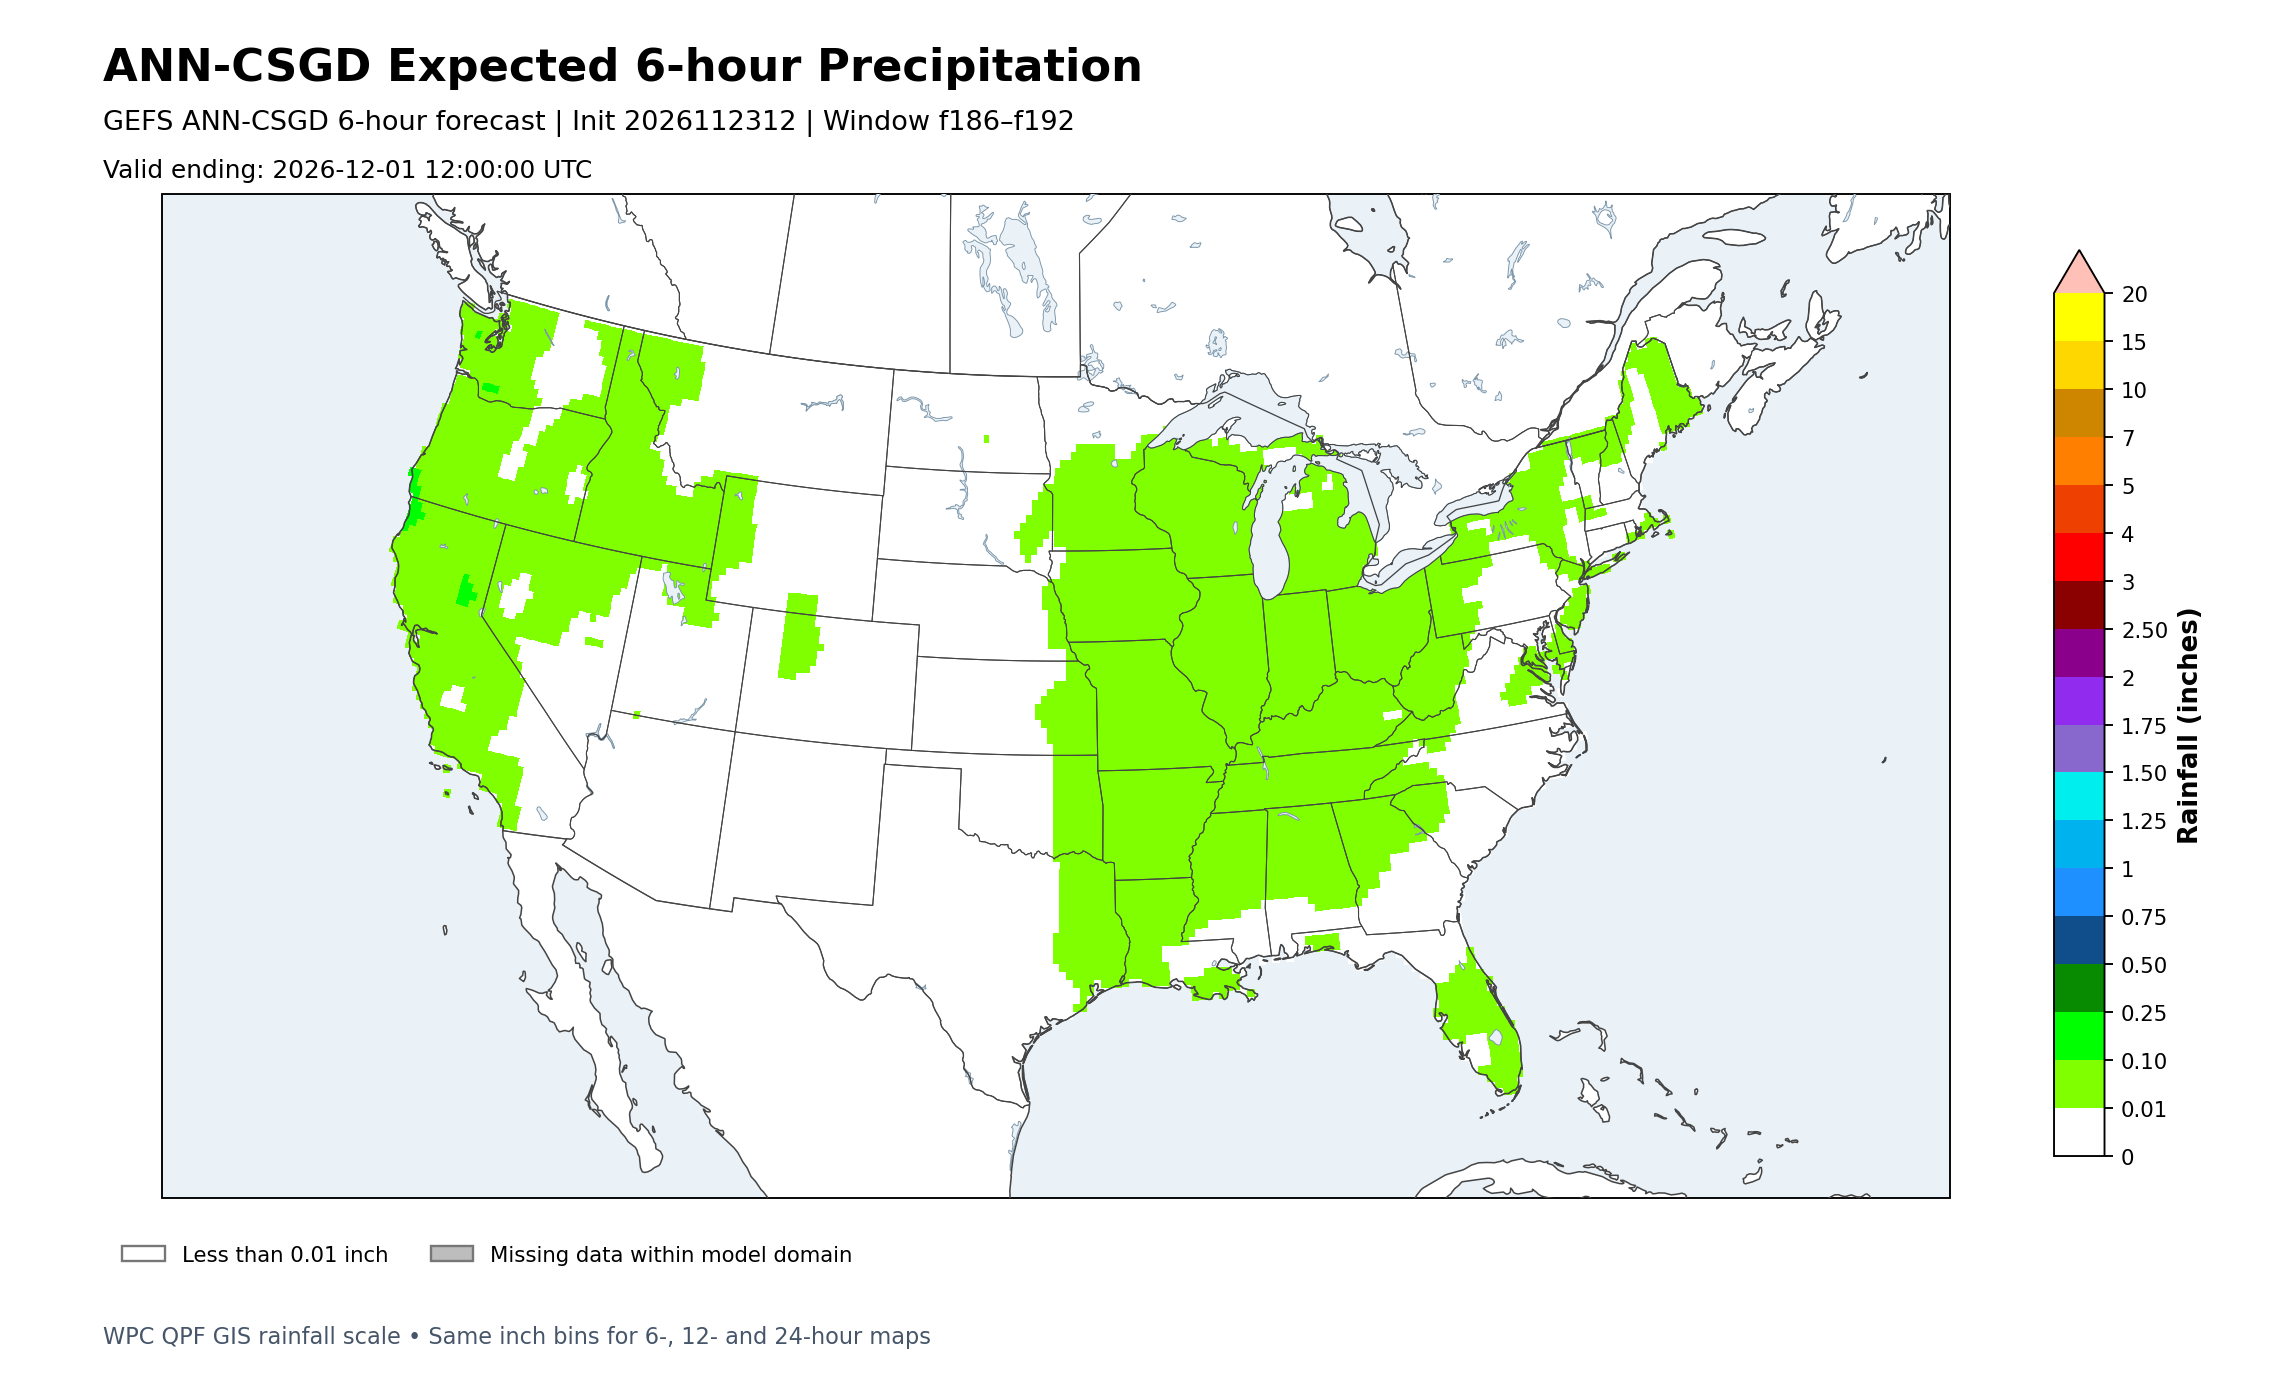 ANN-CSGD Expected 6-hour Precipitation
GEFS ANN-CSGD 6-hour forecast | Init 2026112312 | Window f186–f192
Valid ending: 2026-12-01 12:00:00 UTC
20
15
10
7
5
4
3
2.50
2
1.75
1.50
1.25
1
0.75
0.50
0.25
0.10
0.01
0
Rainfall (inches)
Less than 0.01 inch
Missing data within model domain
WPC QPF GIS rainfall scale • Same inch bins for 6-, 12- and 24-hour maps